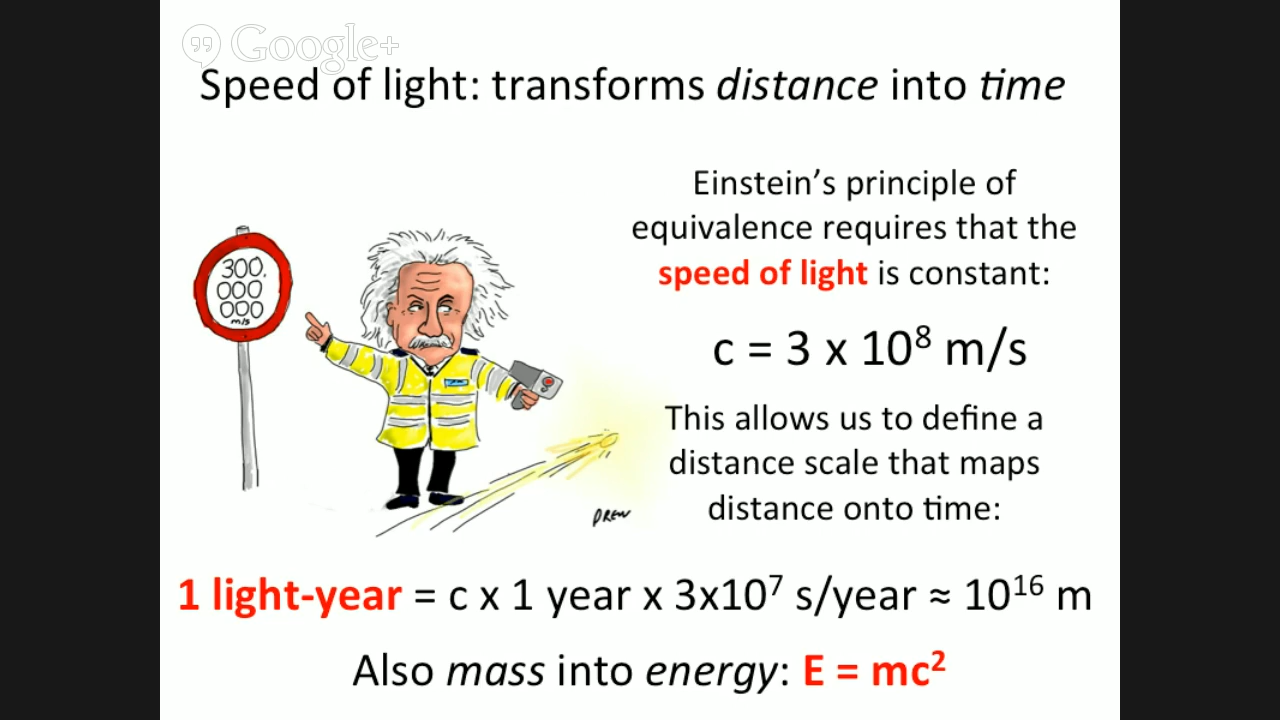 Google+
Speed of light: transforms distance into time
Einstein’s principle of
equivalence requires that the
speed of light is constant:
300,
000
000
m/s
c = 3 x 10⁸ m/s
This allows us to define a
distance scale that maps
distance onto time:
DREW
1 light-year = c x 1 year x 3x10⁷ s/year ≈ 10¹⁶ m
Also mass into energy: E = mc²